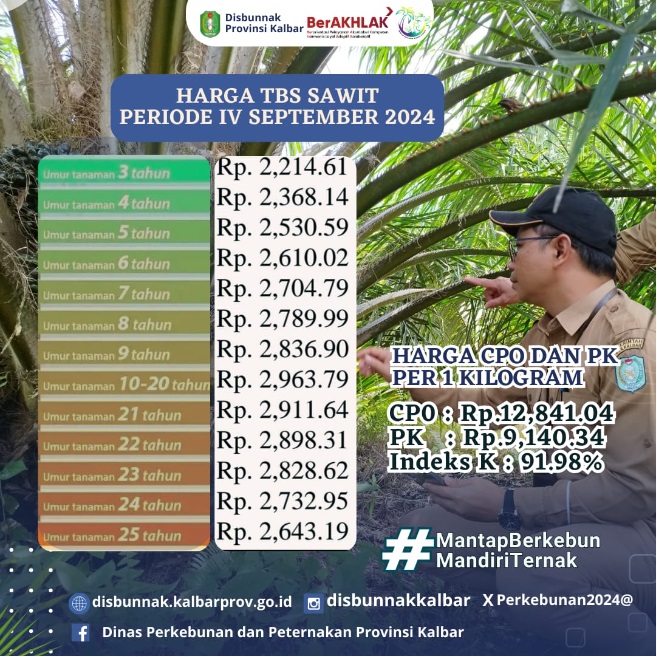 Disbunnak
Provinsi Kalbar
BerAKHLAK
HARGA TBS SAWIT
PERIODE IV SEPTEMBER 2024
Umur tanaman 3 tahun Rp. 2,214.61
Umur tanaman 4 tahun Rp. 2,368.14
Umur tanaman 5 tahun Rp. 2,530.59
Umur tanaman 6 tahun Rp. 2,610.02
Umur tanaman 7 tahun Rp. 2,704.79
Umur tanaman 8 tahun Rp. 2,789.99
Umur tanaman 9 tahun Rp. 2,836.90
Umur tanaman 10-20 tahun Rp. 2,963.79
Umur tanaman 21 tahun Rp. 2,911.64
Umur tanaman 22 tahun Rp. 2,898.31
Umur tanaman 23 tahun Rp. 2,828.62
Umur tanaman 24 tahun Rp. 2,732.95
Umur tanaman 25 tahun Rp. 2,643.19
HARGA CPO DAN PK
PER 1 KILOGRAM
CP0 : Rp.12,841.04
PK : Rp.9,140.34
Indeks K : 91,98%
#MantapBerkebun
MandiriTernak
disbunnak.kalbarprov.go.id disbunnakkalbar X Perkebunan2024@
Dinas Perkebunan dan Peternakan Provinsi Kalbar